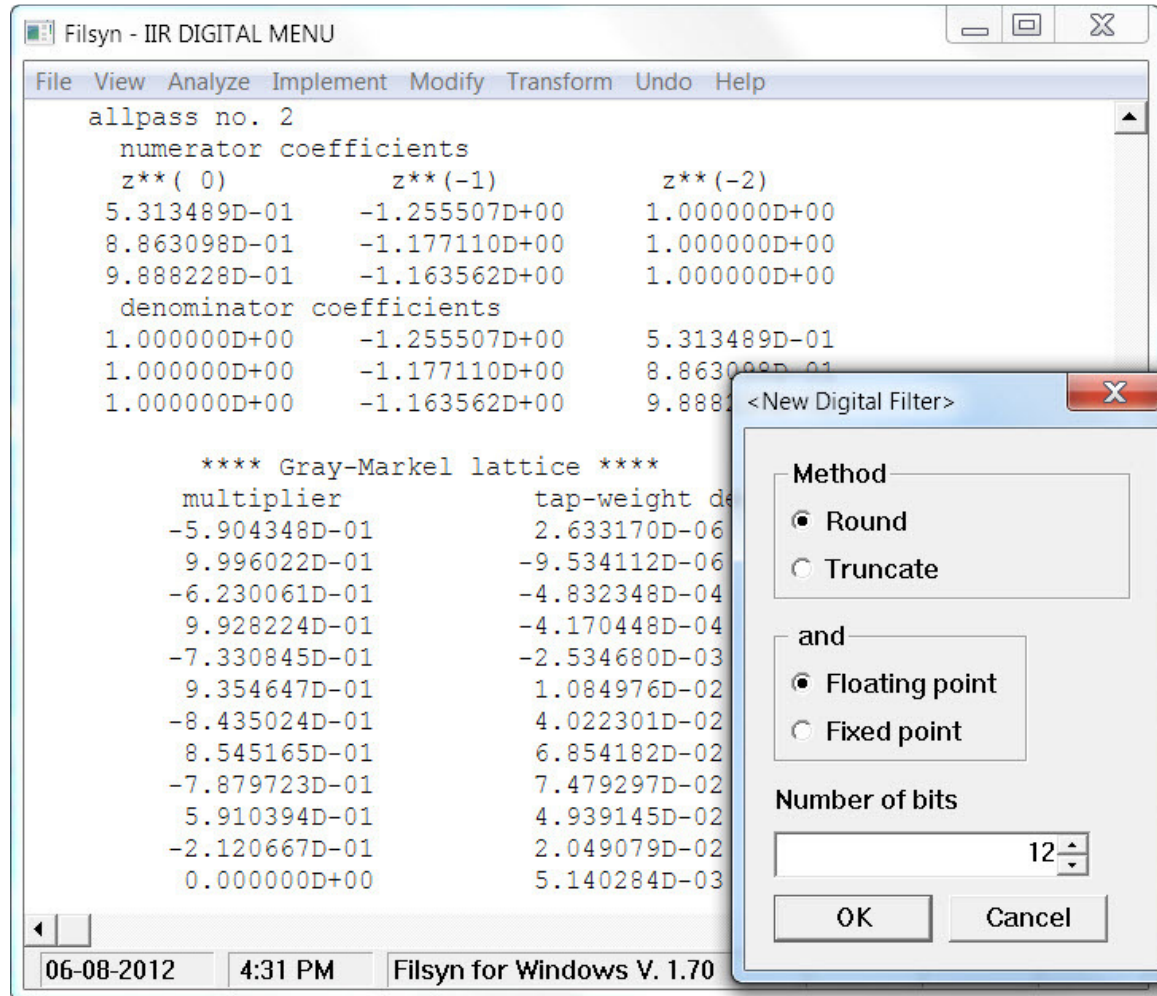 Filsyn - IIR DIGITAL MENU
File View Analyze Implement Modify Transform Undo Help
allpass no. 2
numerator coefficients
z**( 0) z**(-1) z**(-2)
5.313489D-01 -1.255507D+00 1.000000D+00
8.863098D-01 -1.177110D+00 1.000000D+00
9.888228D-01 -1.163562D+00 1.000000D+00
denominator coefficients
1.000000D+00 -1.255507D+00 5.313489D-01
1.000000D+00 -1.177110D+00 8.863098D-01
1.000000D+00 -1.163562D+00 9.888
**** Gray-Markel lattice ****
multiplier tap-weight de
-5.904348D-01 2.633170D-06
9.996022D-01 -9.534112D-06
-6.230061D-01 -4.832348D-04
9.928224D-01 -4.170448D-04
-7.330845D-01 -2.534680D-03
9.354647D-01 1.084976D-02
-8.435024D-01 4.022301D-02
8.545165D-01 6.854182D-02
-7.879723D-01 7.479297D-02
5.910394D-01 4.939145D-02
-2.120667D-01 2.049079D-02
0.000000D+00 5.140284D-03
06-08-2012 4:31 PM Filsyn for Windows V. 1.70
<New Digital Filter>
Method
Round
Truncate
and
Floating point
Fixed point
Number of bits
12
OK Cancel